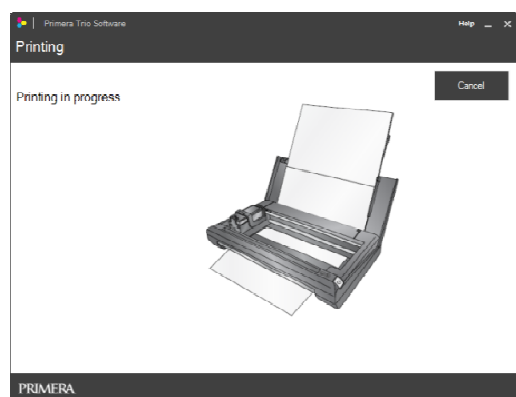 Primera Trio Software
Help
Printing
Cancel
Printing in progress
PRIMERA